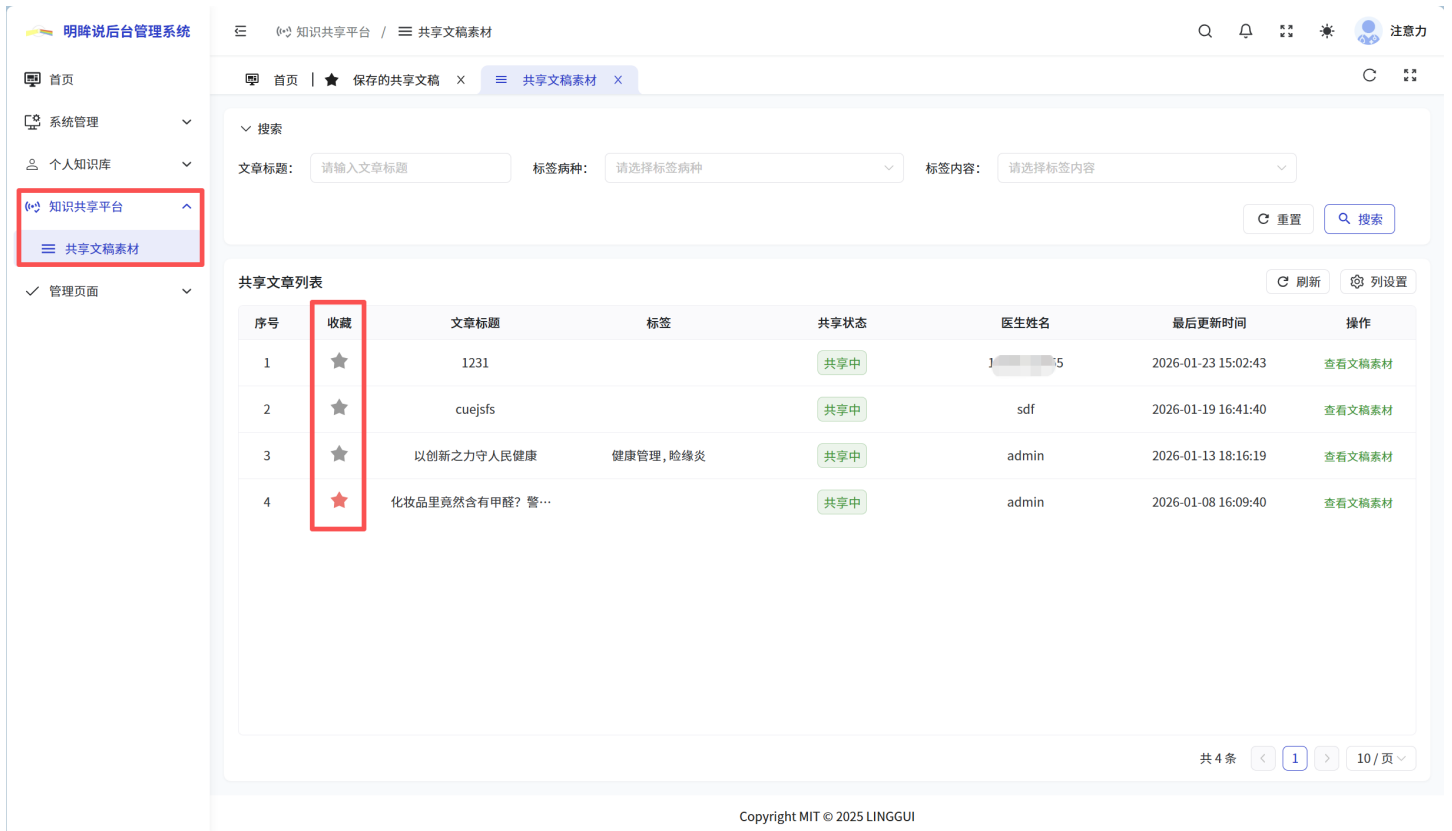 明眸说后台管理系统
知识共享平台 / 共享文稿素材
注意力
首页
系统管理
个人知识库
知识共享平台
共享文稿素材
管理页面
首页 保存的共享文稿 共享文稿素材
搜索
文章标题: 请输入文章标题 标签病种: 请选择标签病种 标签内容: 请选择标签内容
重置 搜索
共享文章列表 刷新 列设置
序号 收藏 文章标题 标签 共享状态 医生姓名 最后更新时间 操作
1 1231 共享中 2026-01-23 15:02:43 查看文稿素材
2 cuejsfs 共享中 sdf 2026-01-19 16:41:40 查看文稿素材
3 以创新之力守人民健康 健康管理,睑缘炎 共享中 admin 2026-01-13 18:16:19 查看文稿素材
4 化妆品里竟然含有甲醛？警… 共享中 admin 2026-01-08 16:09:40 查看文稿素材
共 4 条 1 10 / 页
Copyright MIT © 2025 LINGGUI